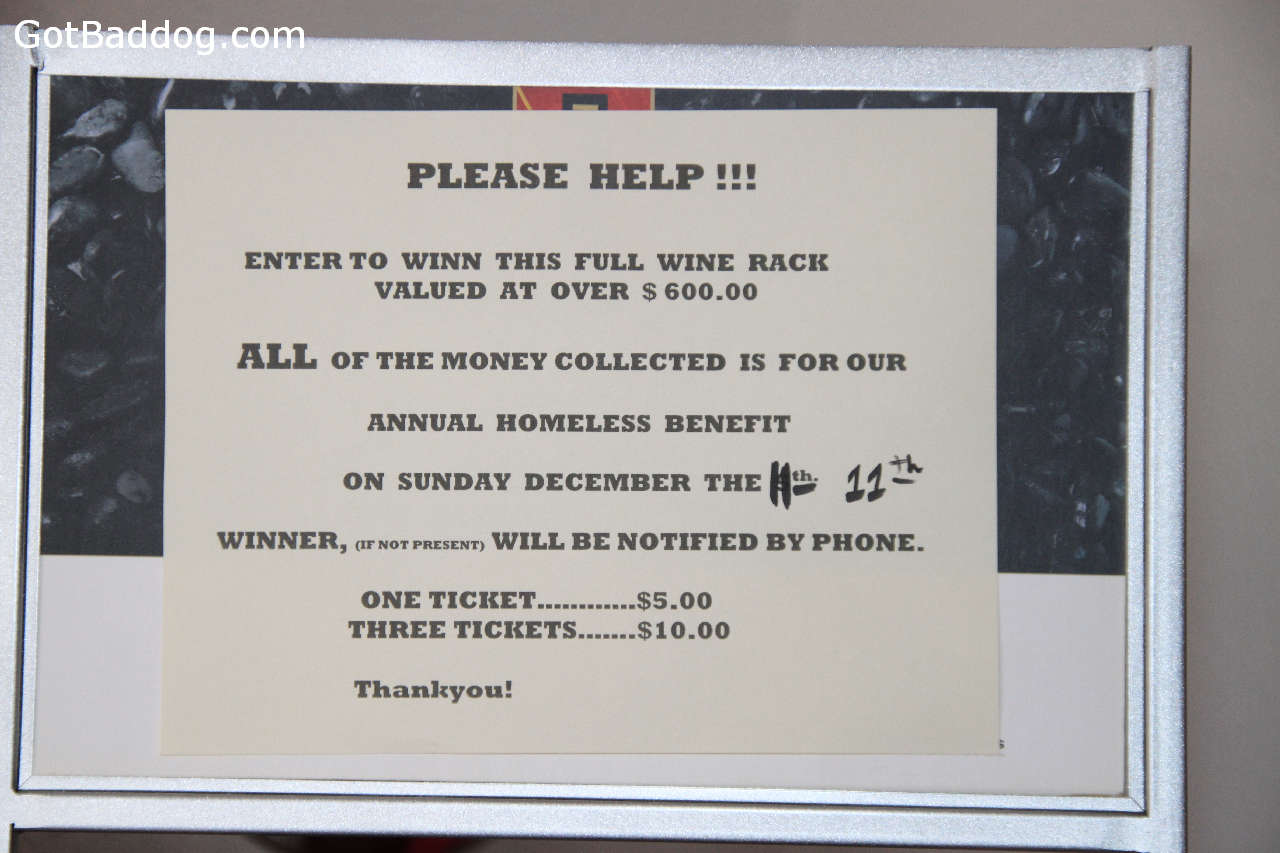 GotBaddog.com
PLEASE HELP !!!
ENTER TO WINN THIS FULL WINE RACK
VALUED AT OVER $ 600.00
ALL OF THE MONEY COLLECTED IS FOR OUR
ANNUAL HOMELESS BENEFIT
ON SUNDAY DECEMBER THE 11th. 11th
WINNER, (IF NOT PRESENT) WILL BE NOTIFIED BY PHONE.
ONE TICKET............$5.00
THREE TICKETS.......$10.00
Thankyou!